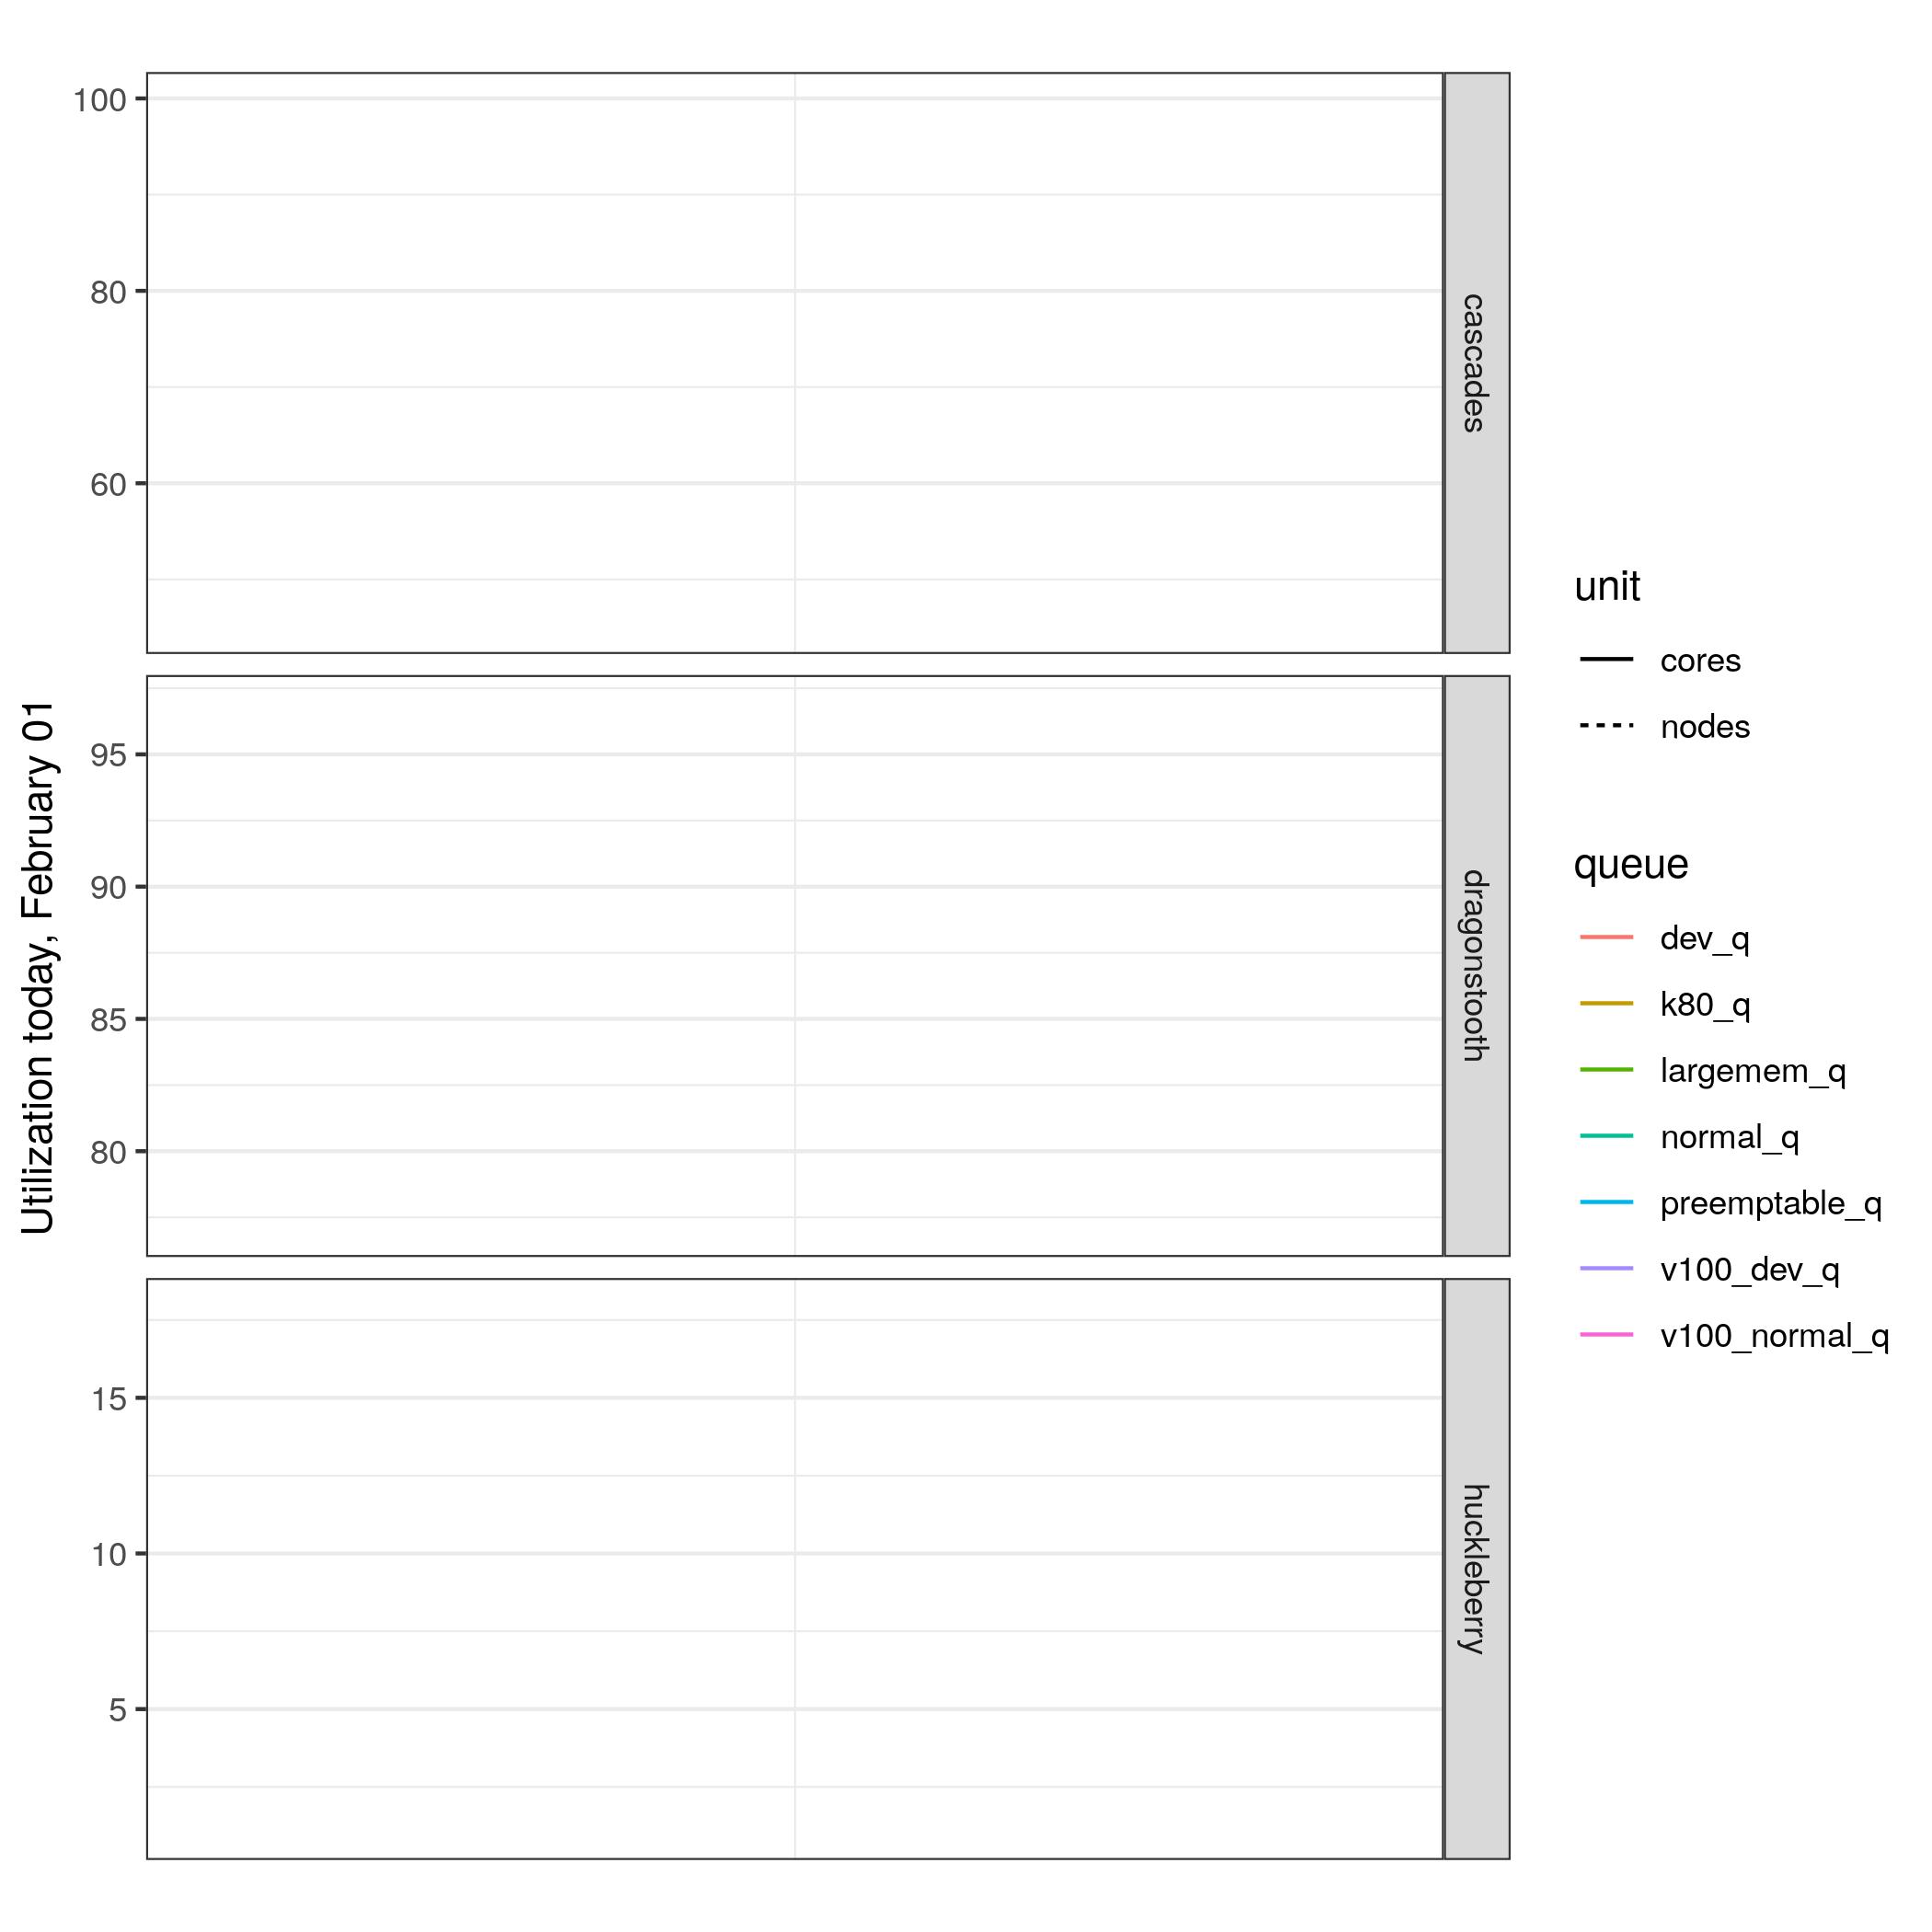 Utilization today, February 01
100
80
60
cascades
95
90
85
80
dragonstooth
15
10
5
huckleberry
unit
cores
nodes
queue
dev_q
k80_q
largemem_q
normal_q
preemptable_q
v100_dev_q
v100_normal_q